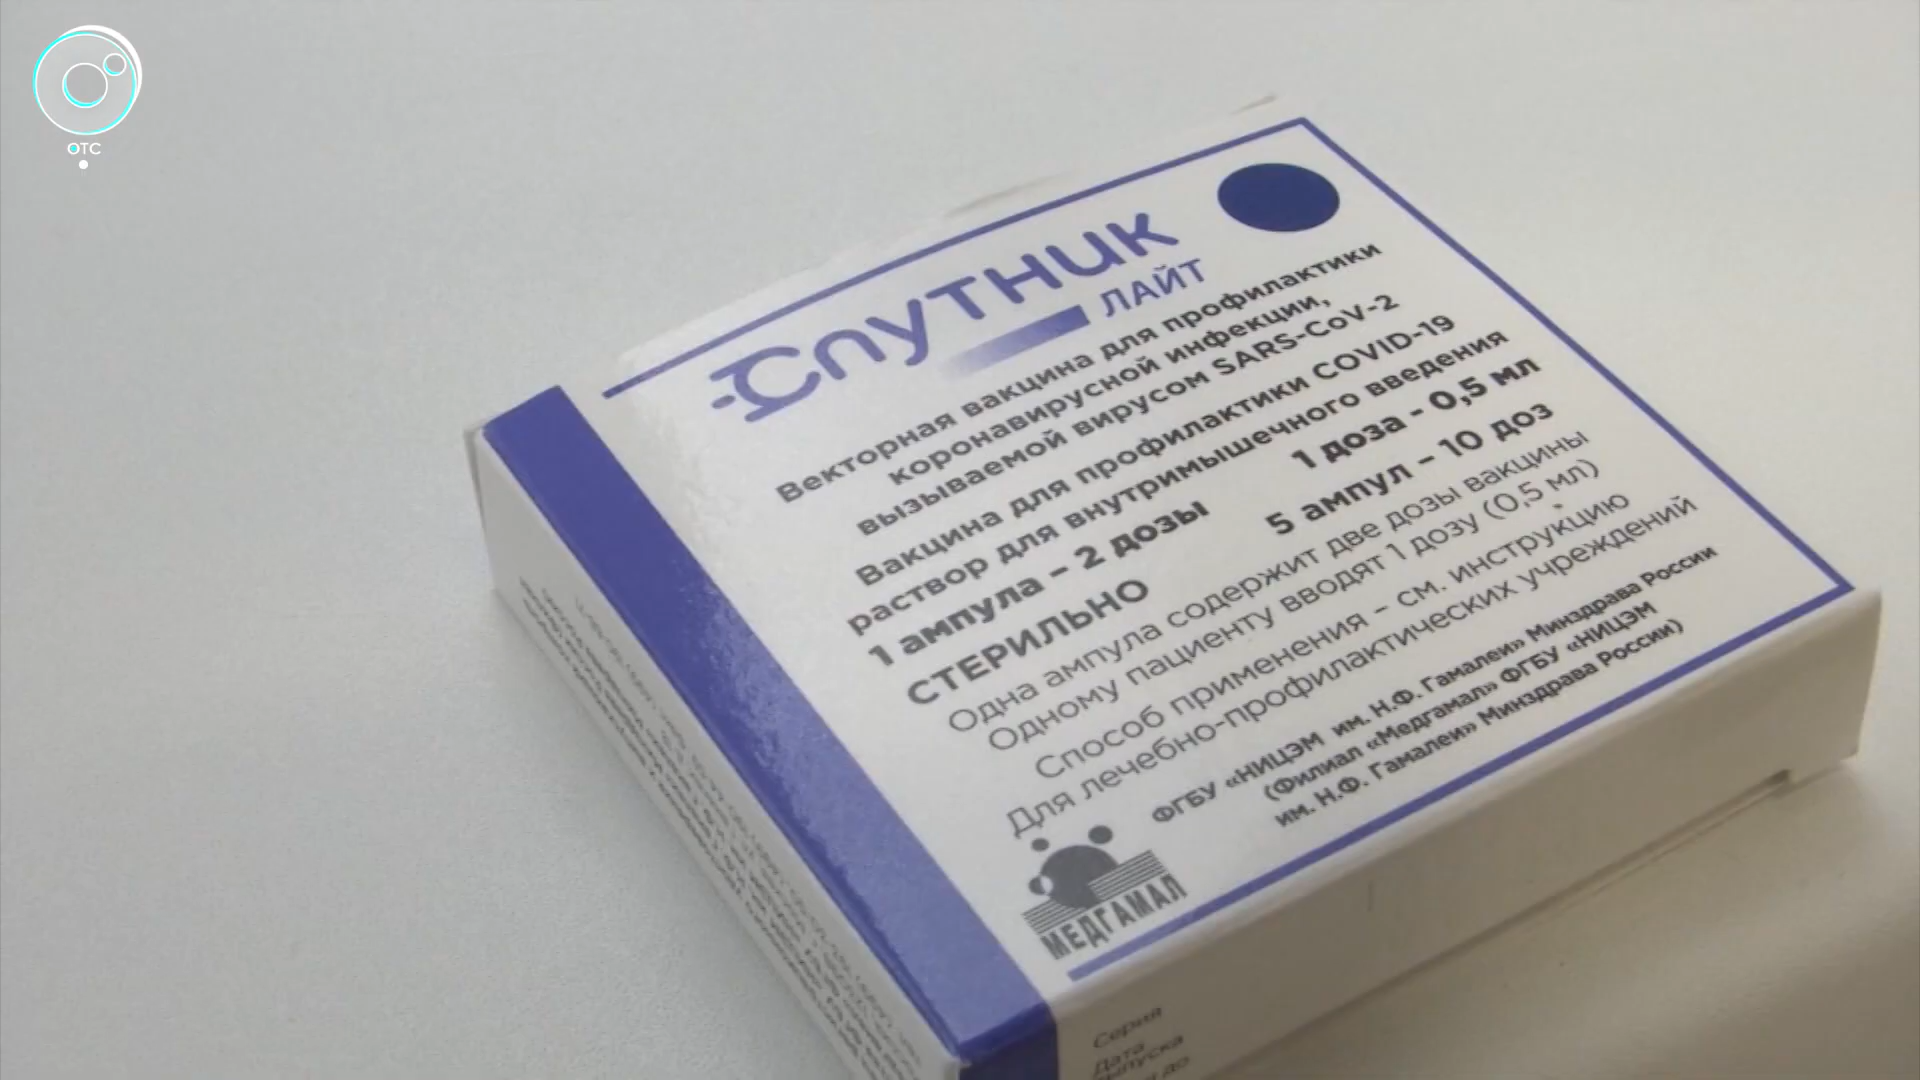 ОТС
Спутник
ЛАЙТ
Векторная вакцина для профилактики
коронавирусной инфекции,
вызываемой вирусом SARS-CoV-2
Вакцина для профилактики COVID-19
раствор для внутримышечного введения
1 ампула – 2 дозы 1 доза - 0,5 мл
СТЕРИЛЬНО 5 ампул – 10 доз
Одна ампула содержит две дозы вакцины
Одному пациенту вводят 1 дозу (0,5 мл)
Способ применения – см. инструкцию
Для лечебно-профилактических учреждений
ФГБУ «НИЦЭМ им. Н.Ф. Гамалеи» Минздрава России
(Филиал «Медгамал» ФГБУ «НИЦЭМ
им. Н.Ф. Гамалеи» Минздрава России)
МЕДГАМАЛ
Серия
Дата
выпуска